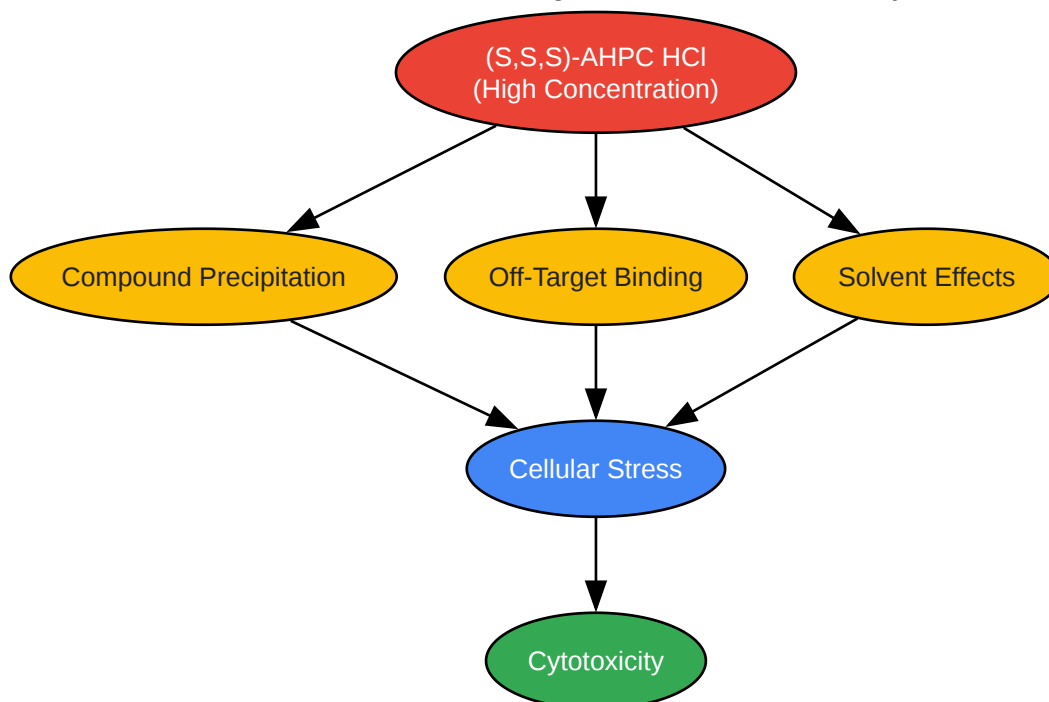 (S,S,S)-AHPC HCl
(High Concentration)
Compound Precipitation
Off-Target Binding
Solvent Effects
Cellular Stress
Cytotoxicity